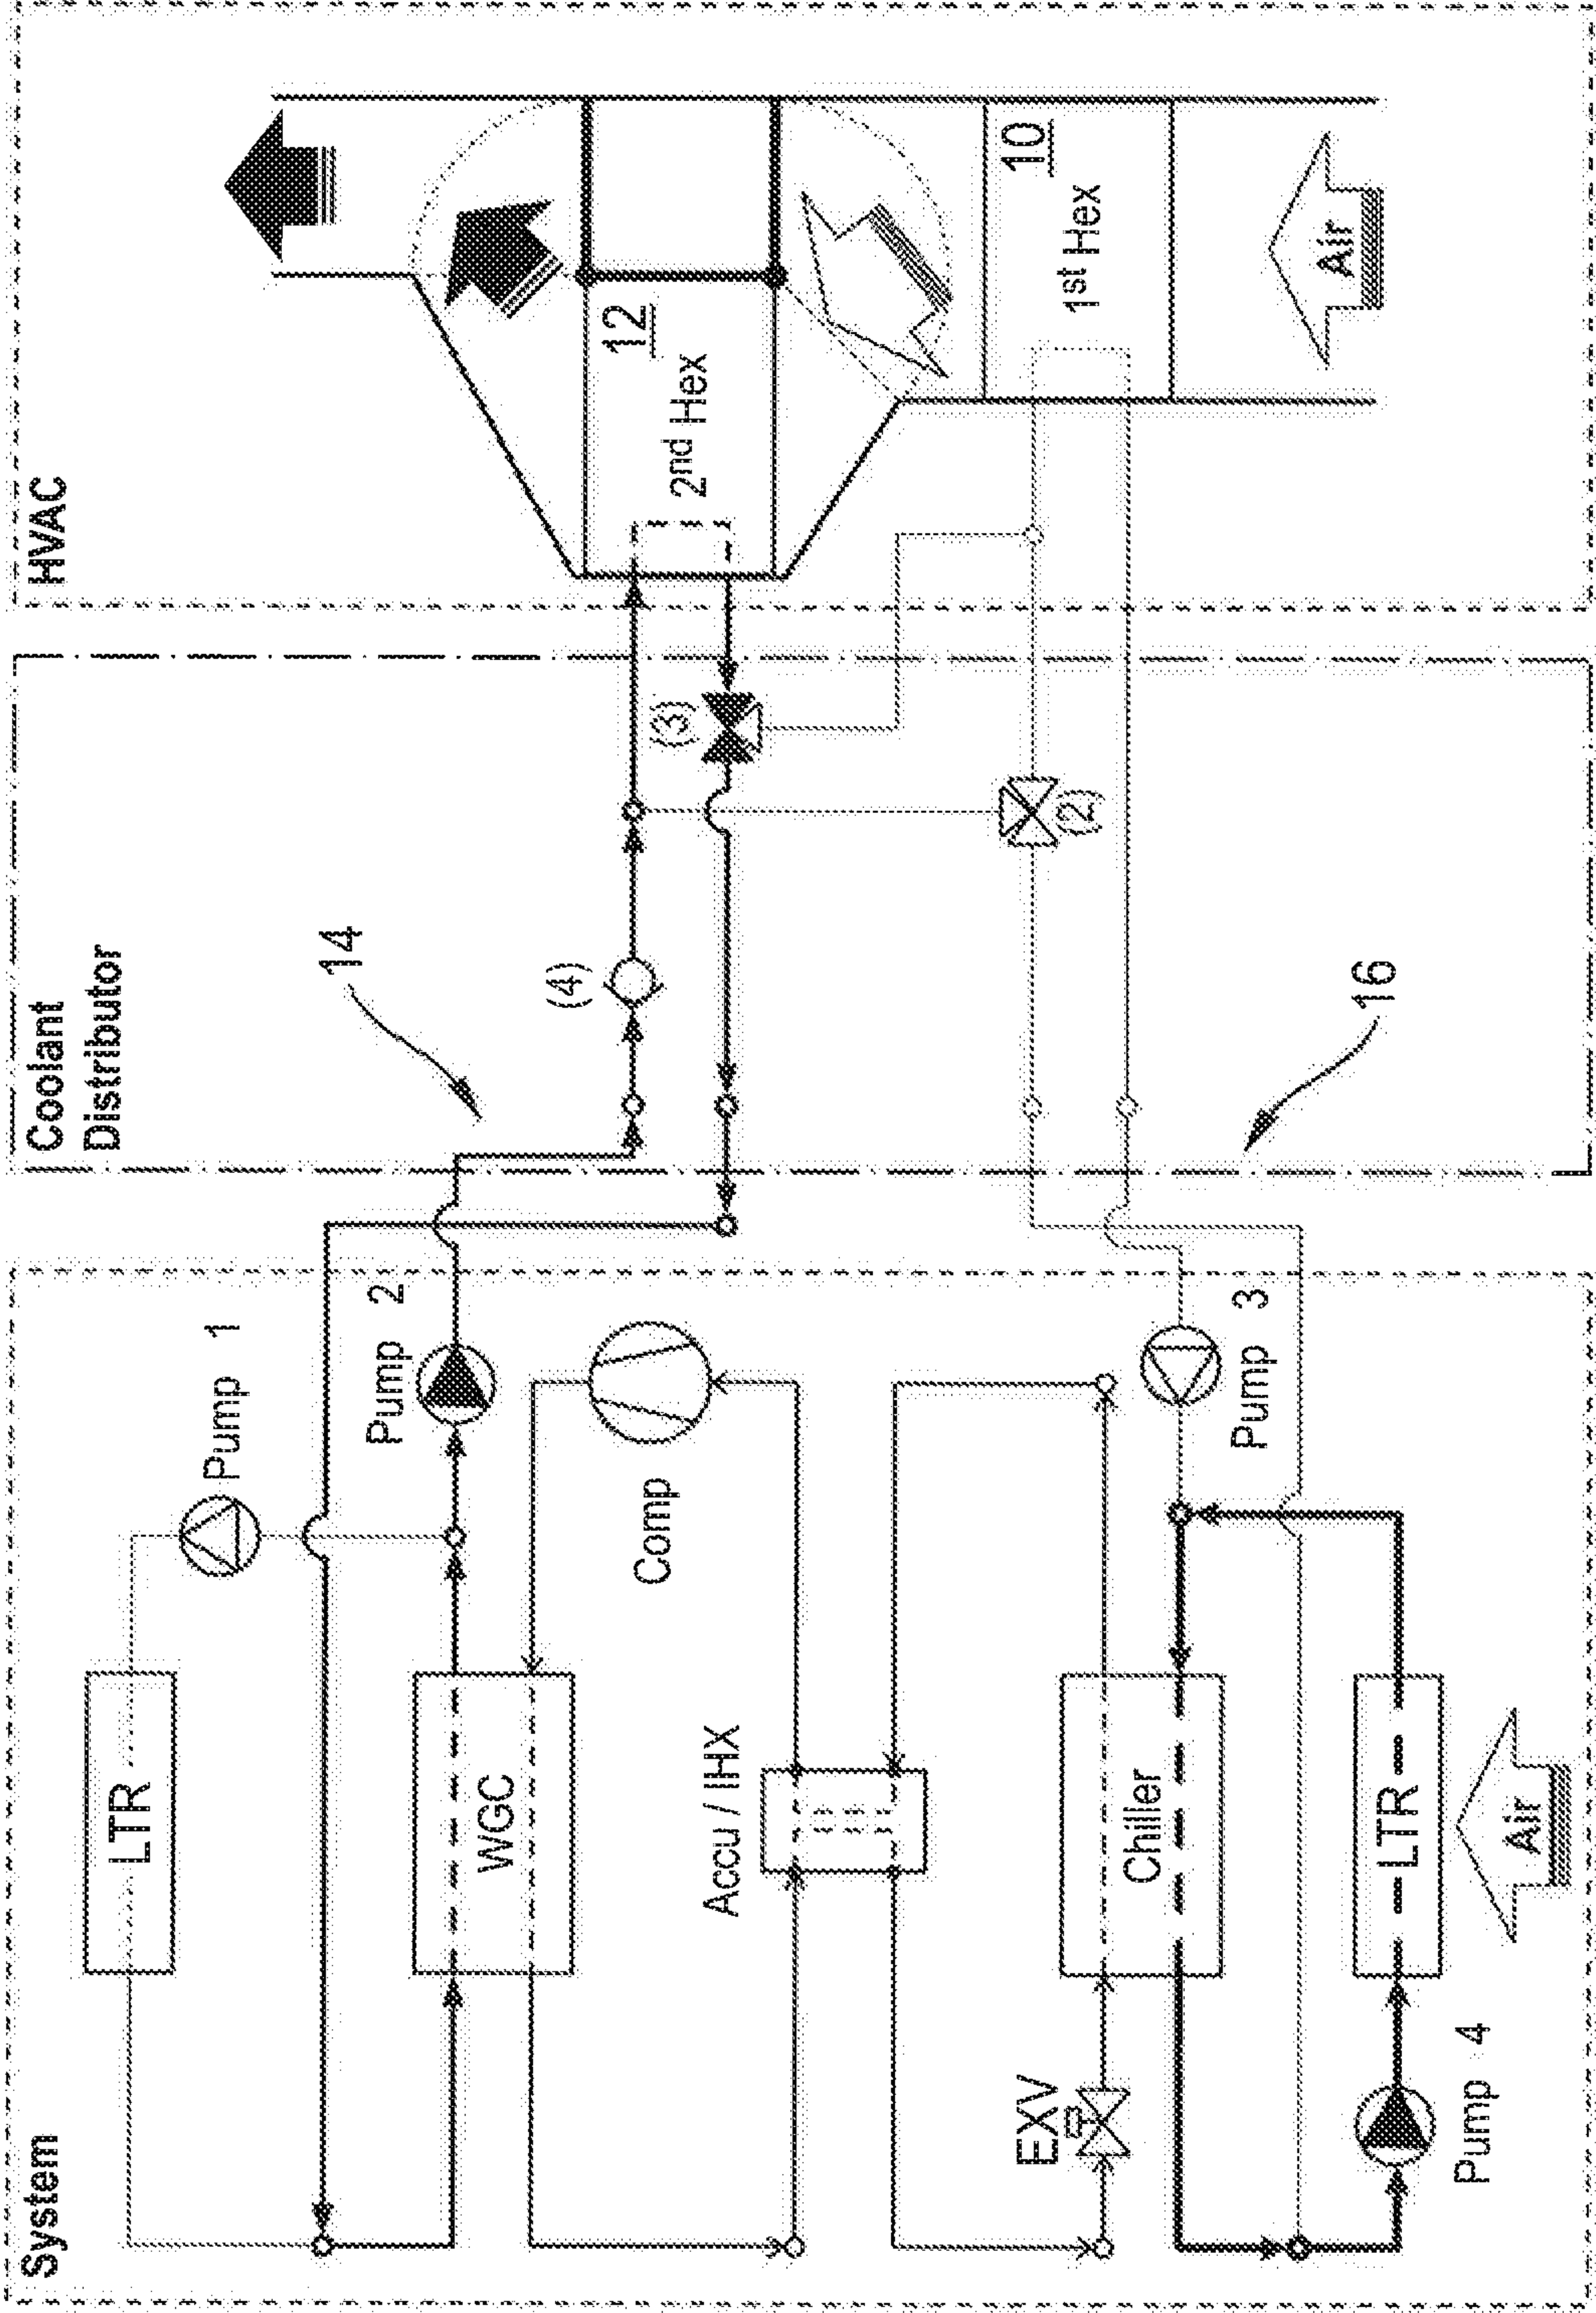 System
LTR
Pump 1
WGC
Pump 2
Comp
Accu / IHX
EXV
Chiller
Pump 3
LTR
Pump 4
Air
Coolant
Distributor
14
(4)
(3)
(2)
16
HVAC
12
2nd Hex
10
1st Hex
Air